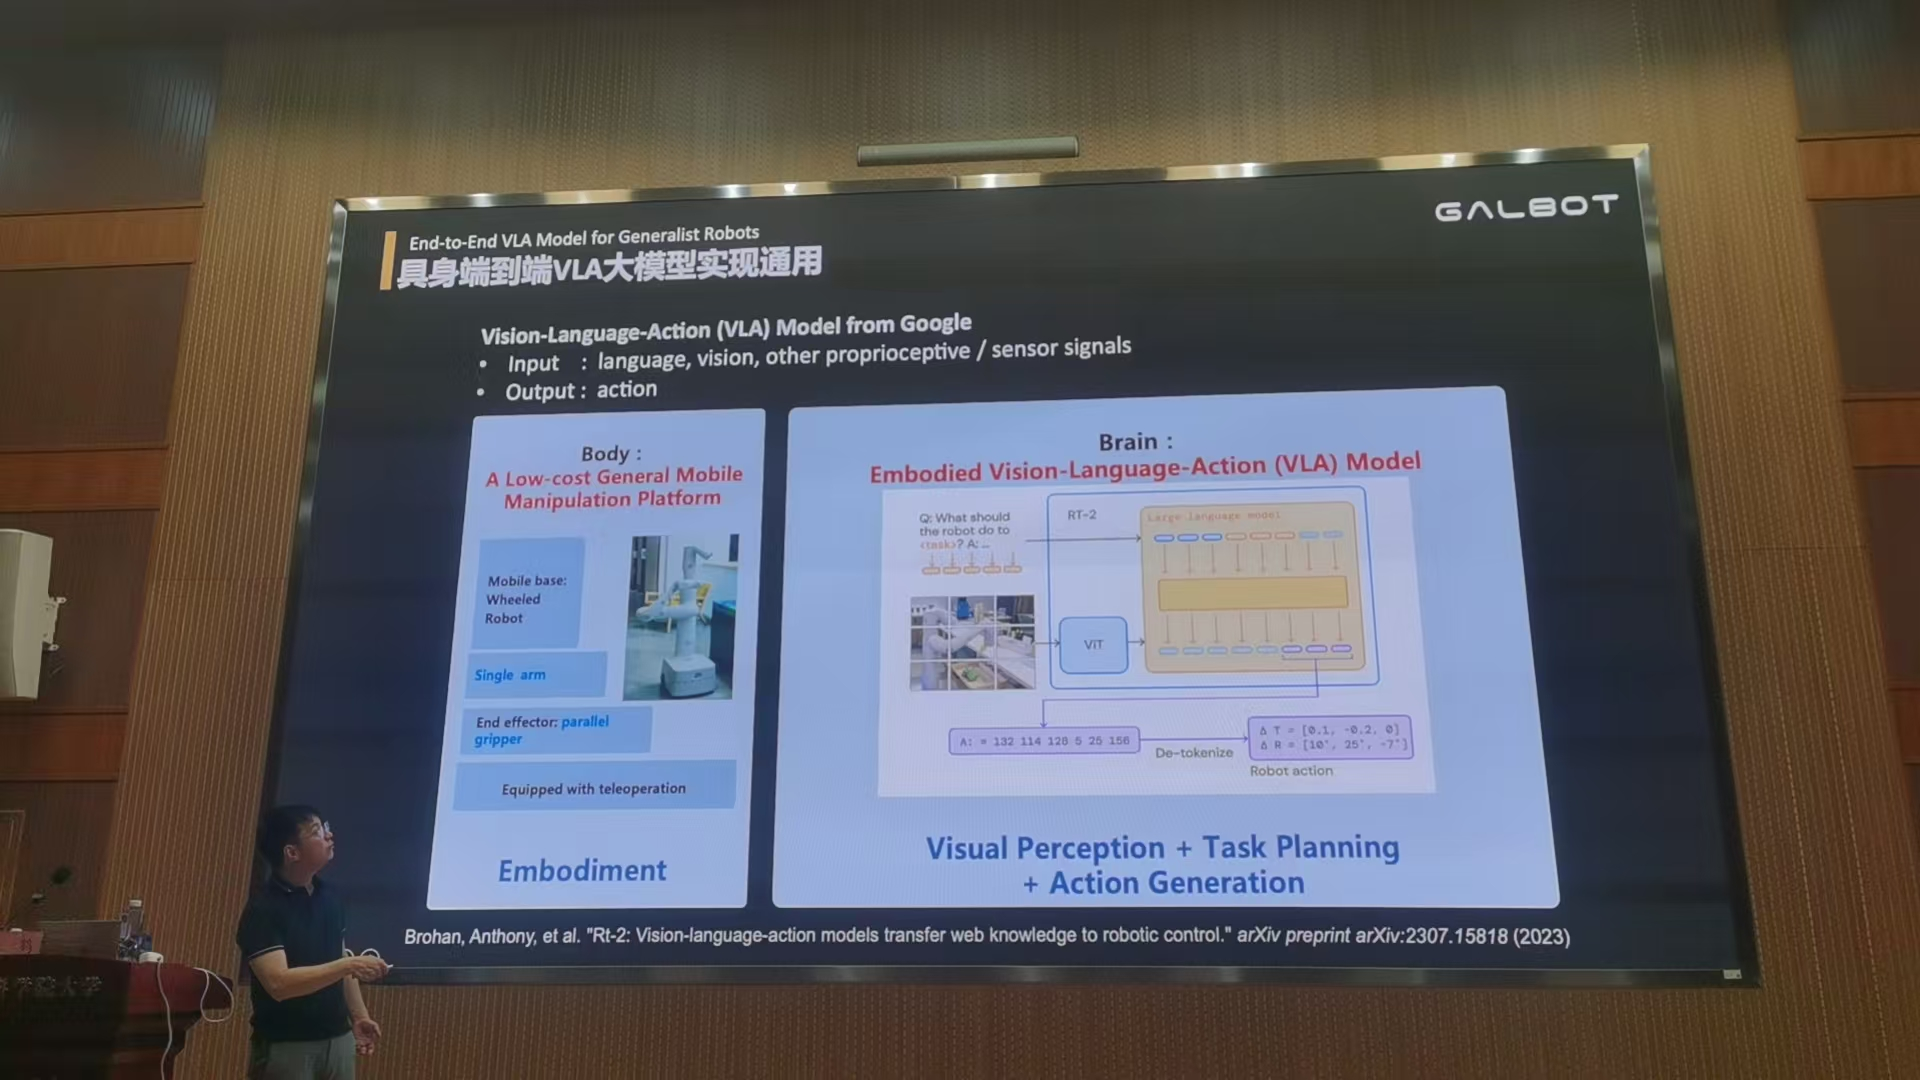 GALBOT
End-to-End VLA Model for Generalist Robots
具身端到端VLA大模型实现通用
Vision-Language-Action (VLA) Model from Google
• Input : language, vision, other proprioceptive / sensor signals
• Output : action
Body :
A Low-cost General Mobile
Manipulation Platform
Mobile base:
Wheeled
Robot
Single arm
End effector: parallel
gripper
Equipped with teleoperation
Embodiment
Brain :
Embodied Vision-Language-Action (VLA) Model
Q: What should
the robot do to
<task>? A: …
RT-2
Large language model
ViT
A: = 132 114 128 5 25 156
De-tokenize
Δ T = [0.1, -0.2, 0]
Δ R = [10°, 25°, -7°]
Robot action
Visual Perception + Task Planning
+ Action Generation
Brohan, Anthony, et al. "Rt-2: Vision-language-action models transfer web knowledge to robotic control." arXiv preprint arXiv:2307.15818 (2023)
学院大学